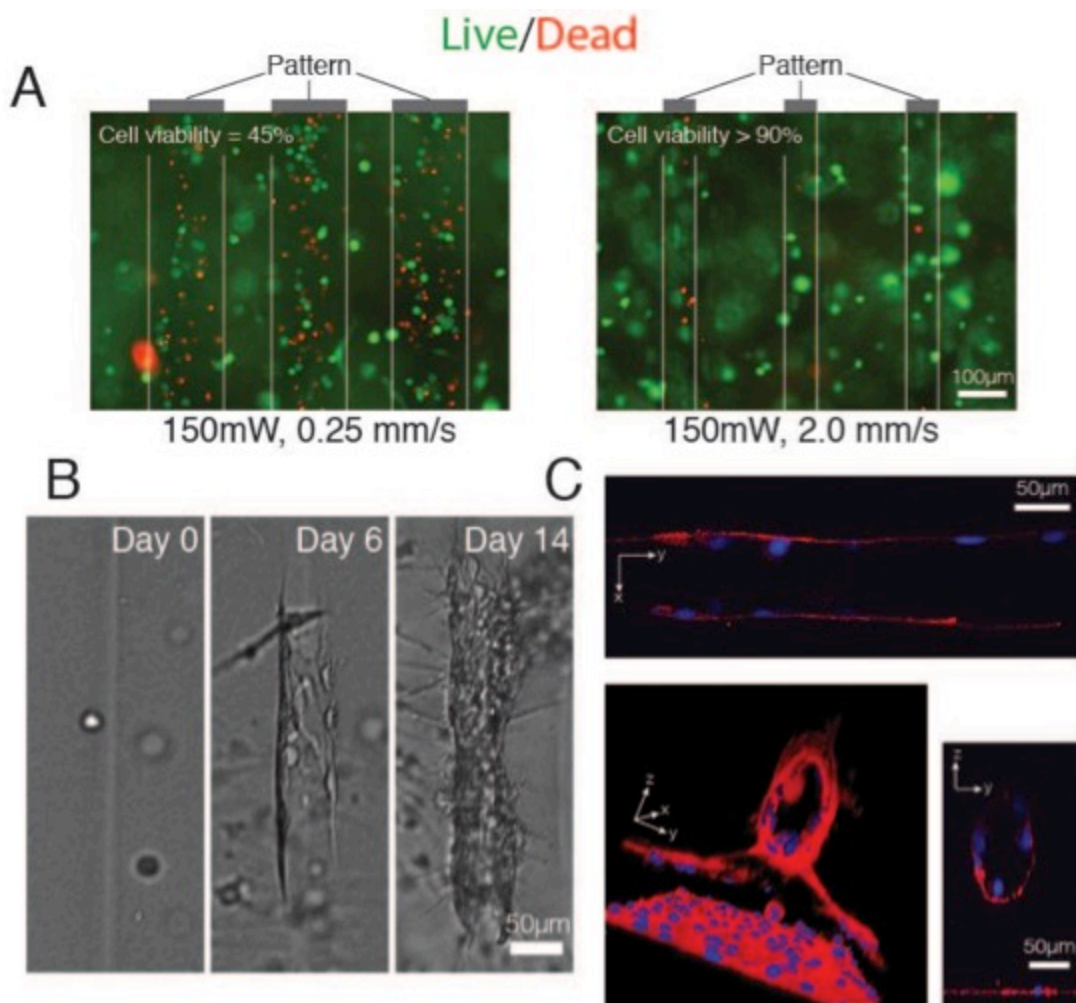 Live/Dead
A
Pattern
Pattern
Cell viability = 45%
Cell viability > 90%
100μm
150mW, 0.25 mm/s
150mW, 2.0 mm/s
B
C
Day 0
Day 6
Day 14
50μm
50μm
y
x
z
x
y
z
y
50μm